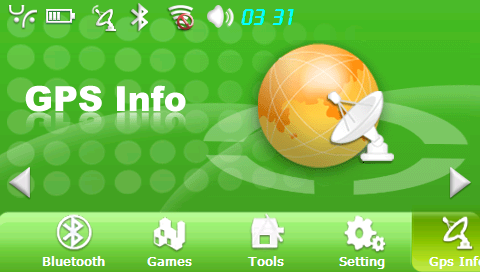 03 31
GPS Info
Bluetooth Games Tools Setting Gps Info